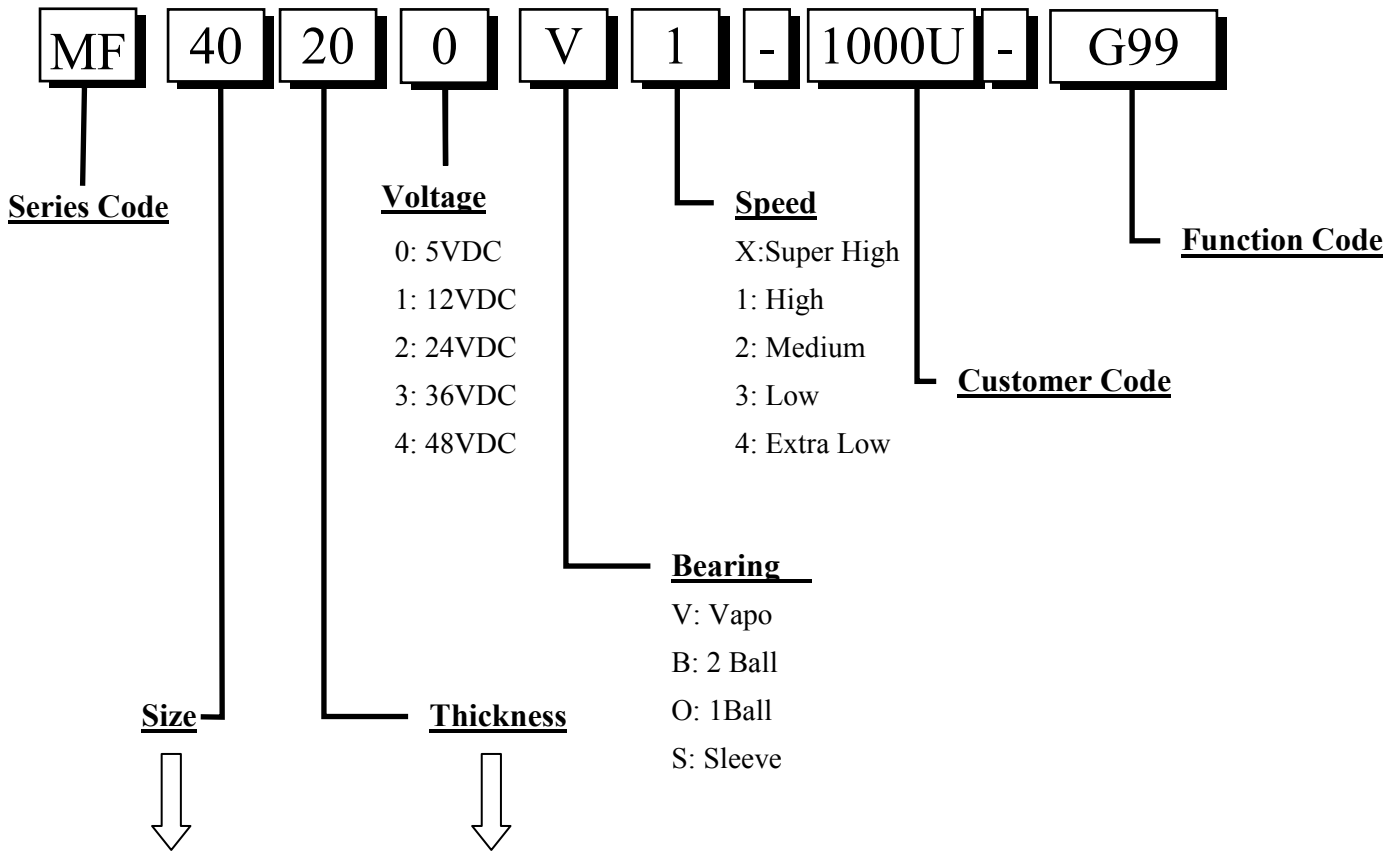 MF 40 20 0 V 1 - 1000U - G99
Series Code
Voltage
0: 5VDC
1: 12VDC
2: 24VDC
3: 36VDC
4: 48VDC
Speed
X:Super High
1: High
2: Medium
3: Low
4: Extra Low
Function Code
Customer Code
Bearing
V: Vapo
B: 2 Ball
O: 1Ball
S: Sleeve
Size
Thickness